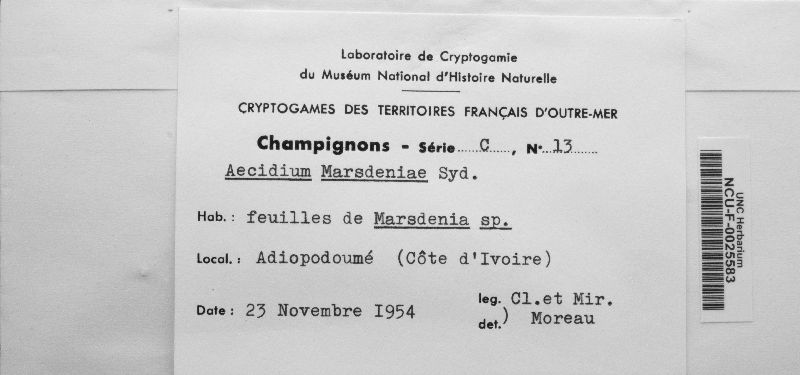 Laboratoire de Cryptogamie
du Muséum National d'Histoire Naturelle
CRYPTOGAMES DES TERRITOIRES FRANÇAIS D'OUTRE-MER
Champignons - Série.....C...., N°...13......
Aecidium Marsdeniae Syd.
Hab. : feuilles de Marsdenia sp.
Local. : Adiopodoumé (Côte d'Ivoire)
Date : 23 Novembre I954
leg. Cl.et Mir.
det.) Moreau
UNC Herbarium
NCU-F-0025583